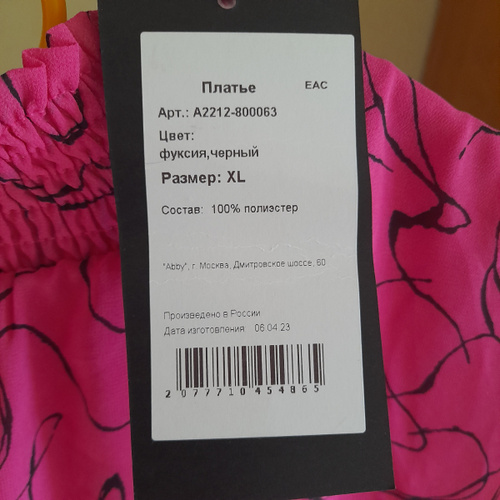 Платье EAC
Арт.: A2212-800063
Цвет:
фуксия,черный
Размер: XL
Состав: 100% полиэстер
"Abby", г. Москва, Дмитровское шоссе, 60
Произведено в России
Дата изготовления: 06.04.23
2077710454865